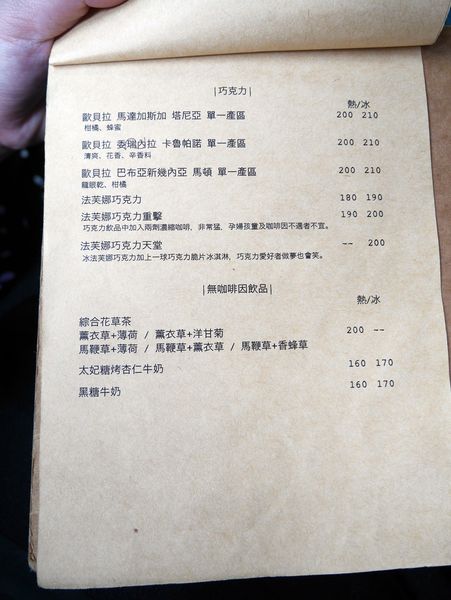 |巧克力|
熱/冰
歐貝拉 馬達加斯加 塔尼亞 單一產區 200 210
柑橘、蜂蜜
歐貝拉 委瑞內拉 卡魯帕諾 單一產區 200 210
清爽、花香、辛香料
歐貝拉 巴布亞新幾內亞 馬頓 單一產區 200 210
龍眼乾、柑橘
法芙娜巧克力 180 190
法芙娜巧克力重擊 190 200
巧克力飲品中加入兩劑濃縮咖啡，非常猛，孕婦孩童及咖啡因不適者不宜。
法芙娜巧克力天堂 -- 200
冰法芙娜巧克力加上一球巧克力脆片冰淇淋，巧克力愛好者做夢也會笑。
|無咖啡因飲品|
熱/冰
綜合花草茶
薰衣草+薄荷 / 薰衣草+洋甘菊 200 --
馬鞭草+薄荷 / 馬鞭草+薰衣草 / 馬鞭草+香蜂草
太妃糖烤杏仁牛奶 160 170
黑糖牛奶 160 170